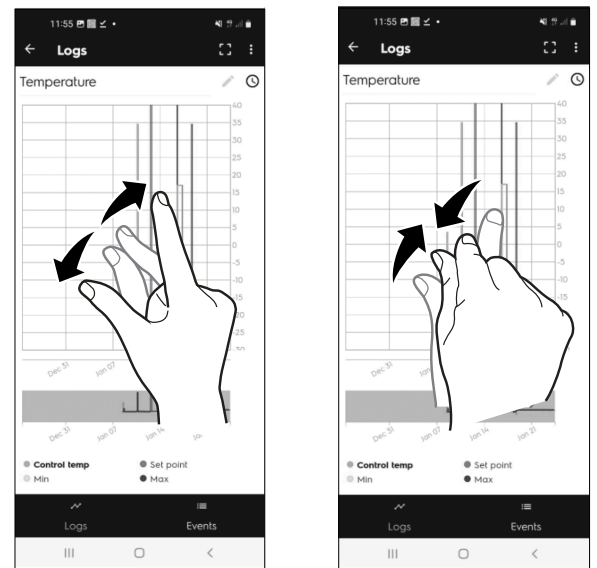 11:55
Logs
Temperature
40
35
30
25
20
15
10
5
0
-5
-10
-15
-25
Dec 31
Jan 07
Dec 31
Jan 07
Jan 14
Control temp
Set point
Min
Max
Logs
Events
11:55
Logs
Temperature
40
35
30
25
20
15
10
5
0
-5
-10
-15
Dec 31
Dec 31
Jan 07
Jan 14
Jan 21
Control temp
Set point
Min
Max
Logs
Events